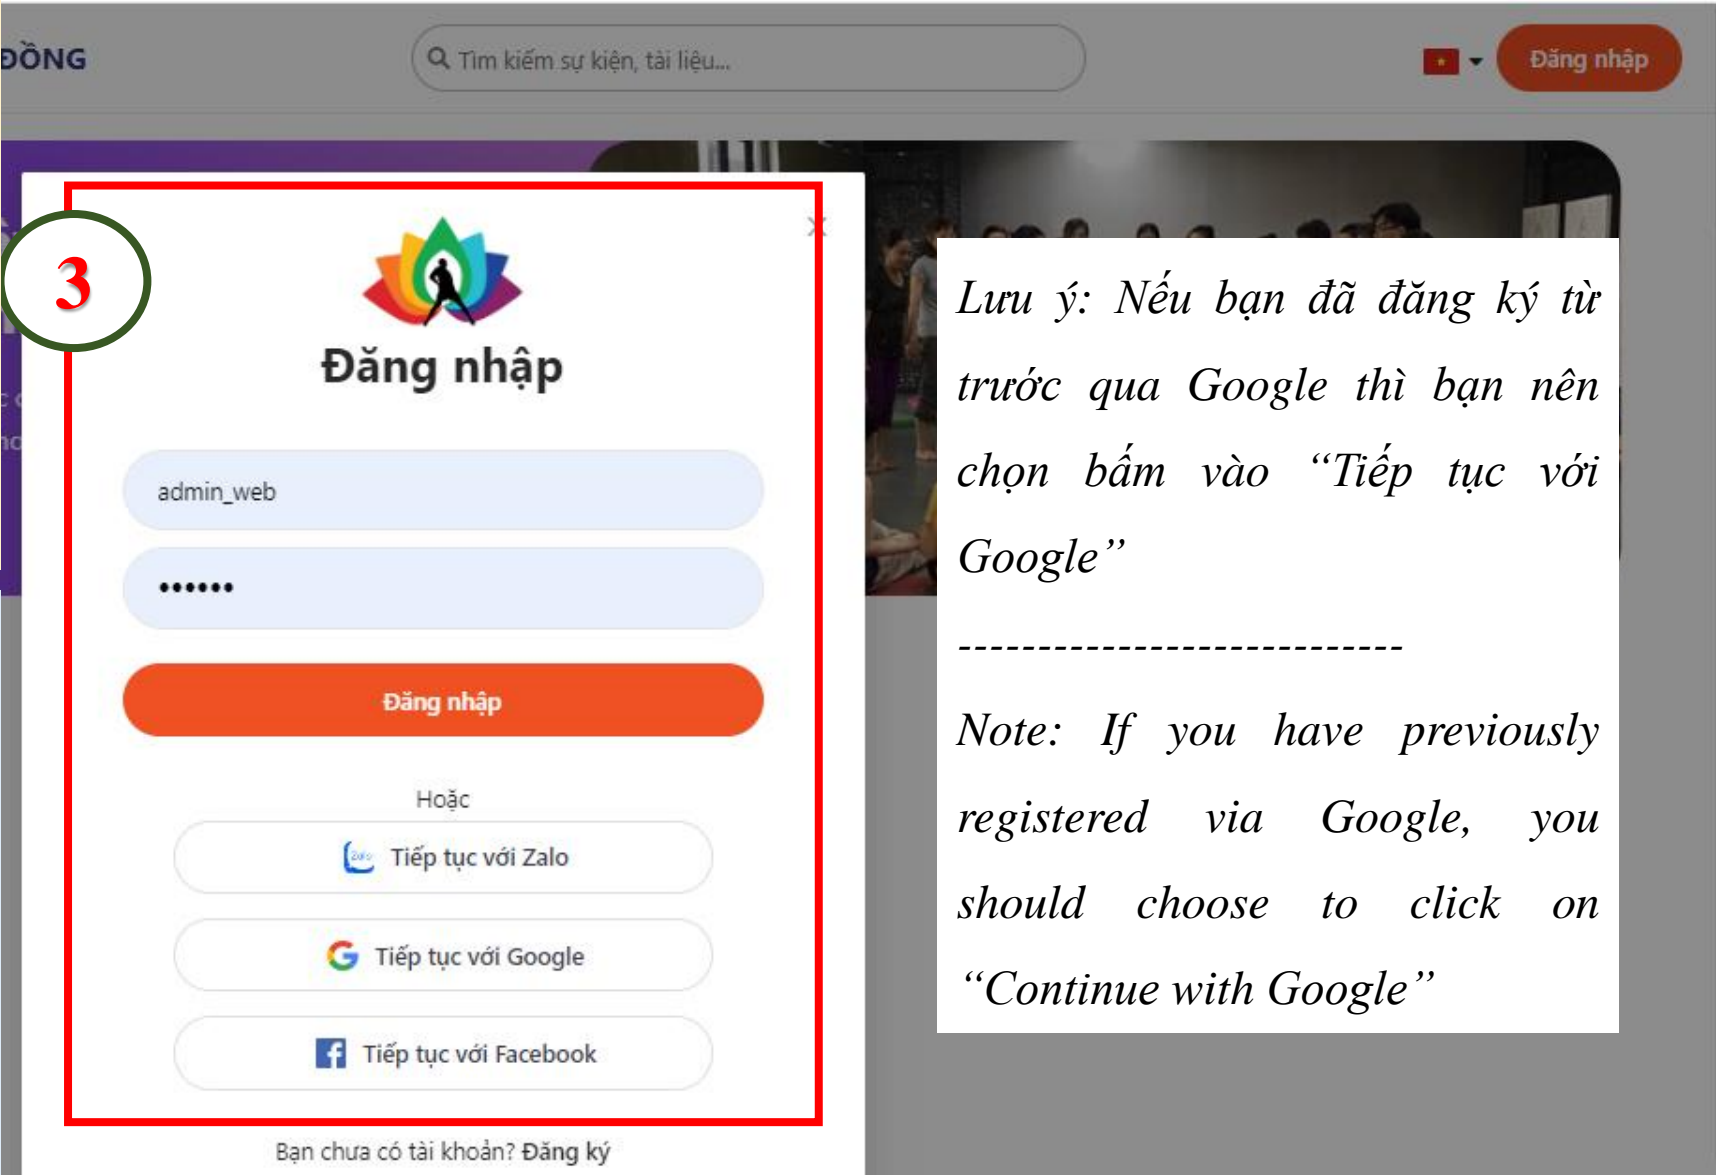 ĐỒNG
Tìm kiếm sự kiện, tài liệu...
Đăng nhập
3
Đăng nhập
admin_web
••••••
Đăng nhập
Hoặc
Tiếp tục với Zalo
Tiếp tục với Google
Tiếp tục với Facebook
Bạn chưa có tài khoản? Đăng ký
Lưu ý: Nếu bạn đã đăng ký từ
trước qua Google thì bạn nên
chọn bấm vào “Tiếp tục với
Google”
----------------------------
Note: If you have previously
registered via Google, you
should choose to click on
“Continue with Google”